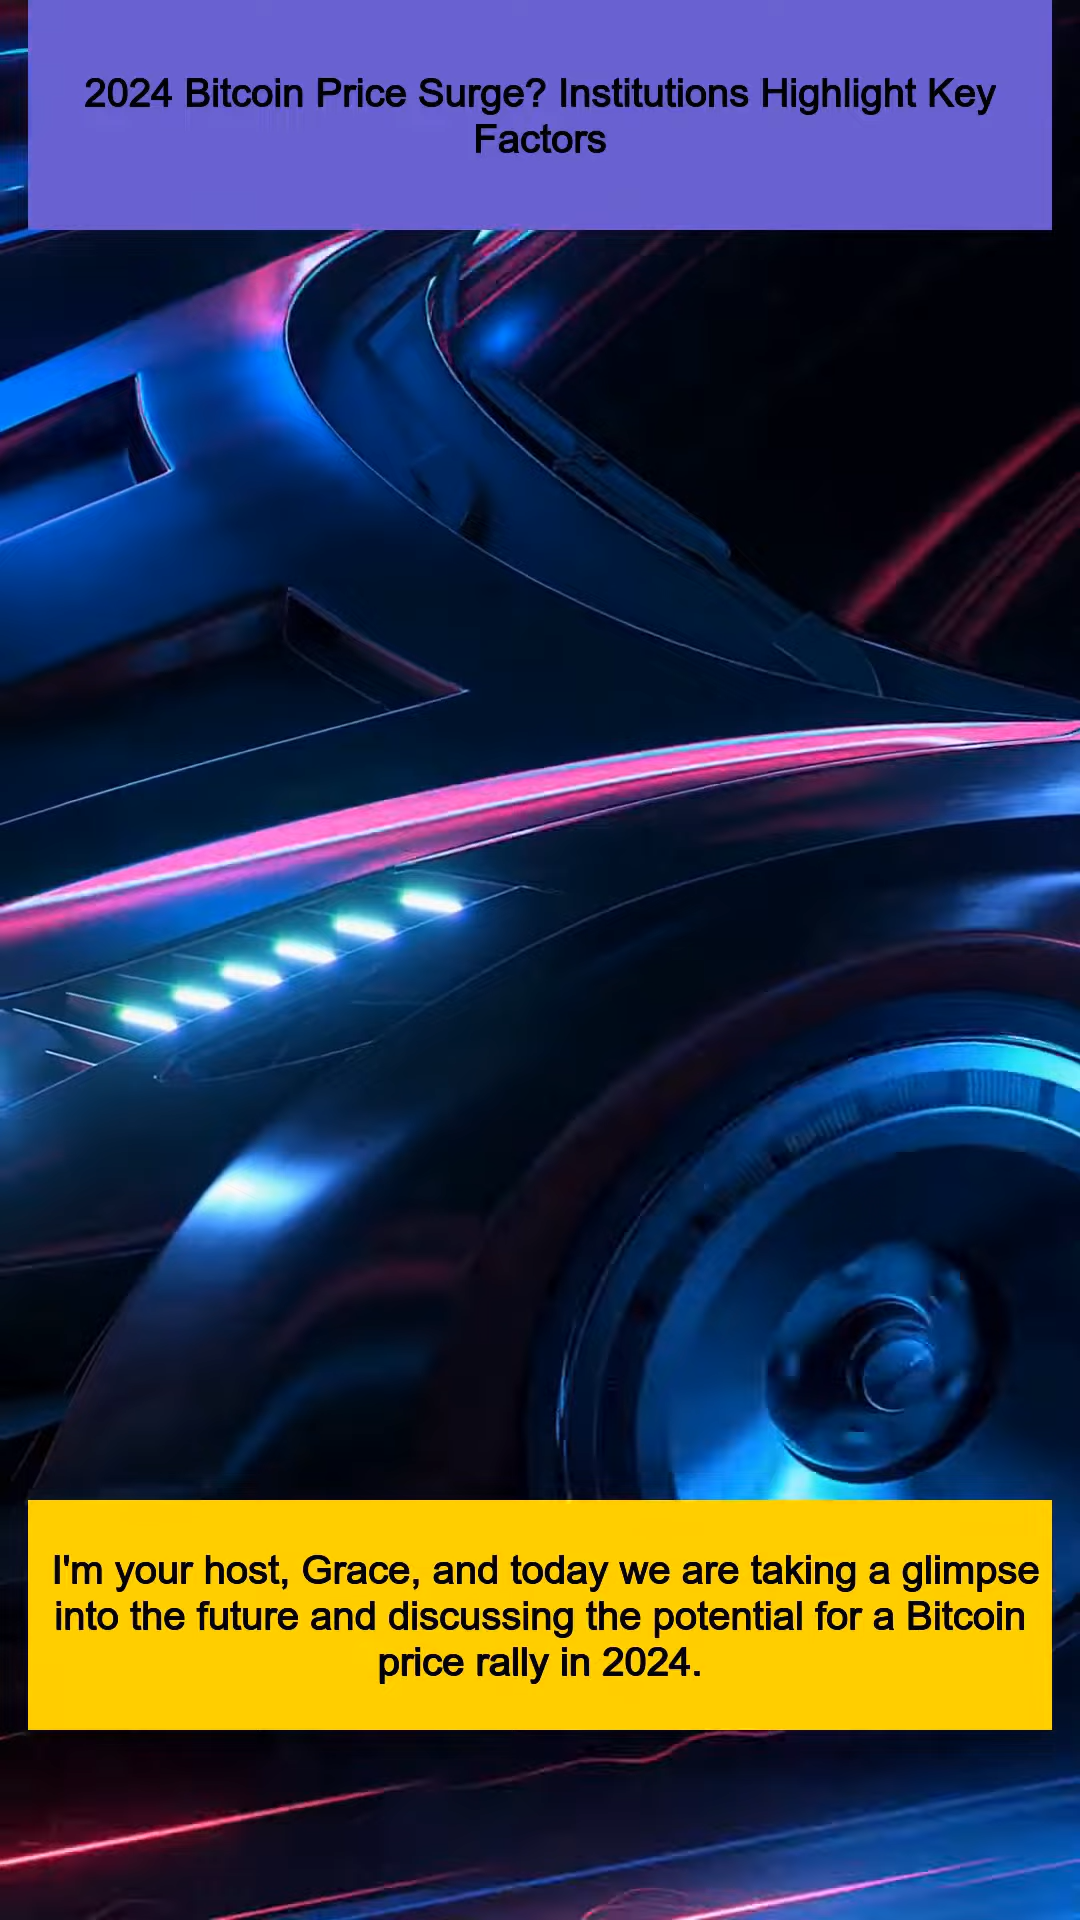 2024 Bitcoin Price Surge? Institutions Highlight Key
Factors
I'm your host, Grace, and today we are taking a glimpse
into the future and discussing the potential for a Bitcoin
price rally in 2024.